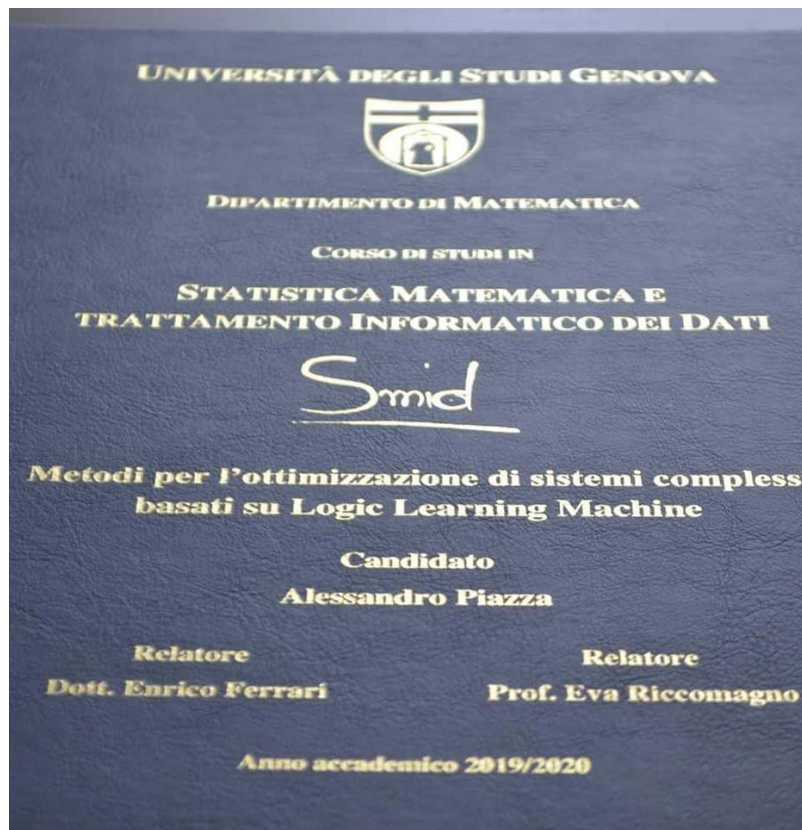 UNIVERSITÀ DEGLI STUDI GENOVA
DIPARTIMENTO DI MATEMATICA
CORSO DI STUDI IN
STATISTICA MATEMATICA E
TRATTAMENTO INFORMATICO DEI DATI
Smid
Metodi per l'ottimizzazione di sistemi compless
basati su Logic Learning Machine
Candidato
Alessandro Piazza
Relatore Relatore
Dott. Enrico Ferrari Prof. Eva Riccomagno
Anno accademico 2019/2020